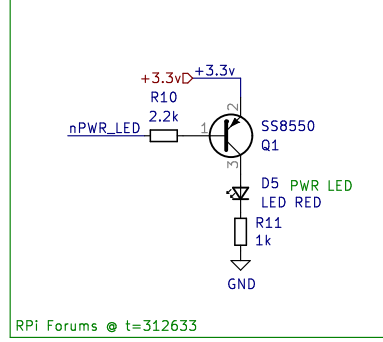 +3.3v
+3.3v
R10
2.2k
nPWR_LED
1
2
3
SS8550
Q1
D5 PWR LED
LED RED
R11
1k
GND
RPi Forums @ t=312633